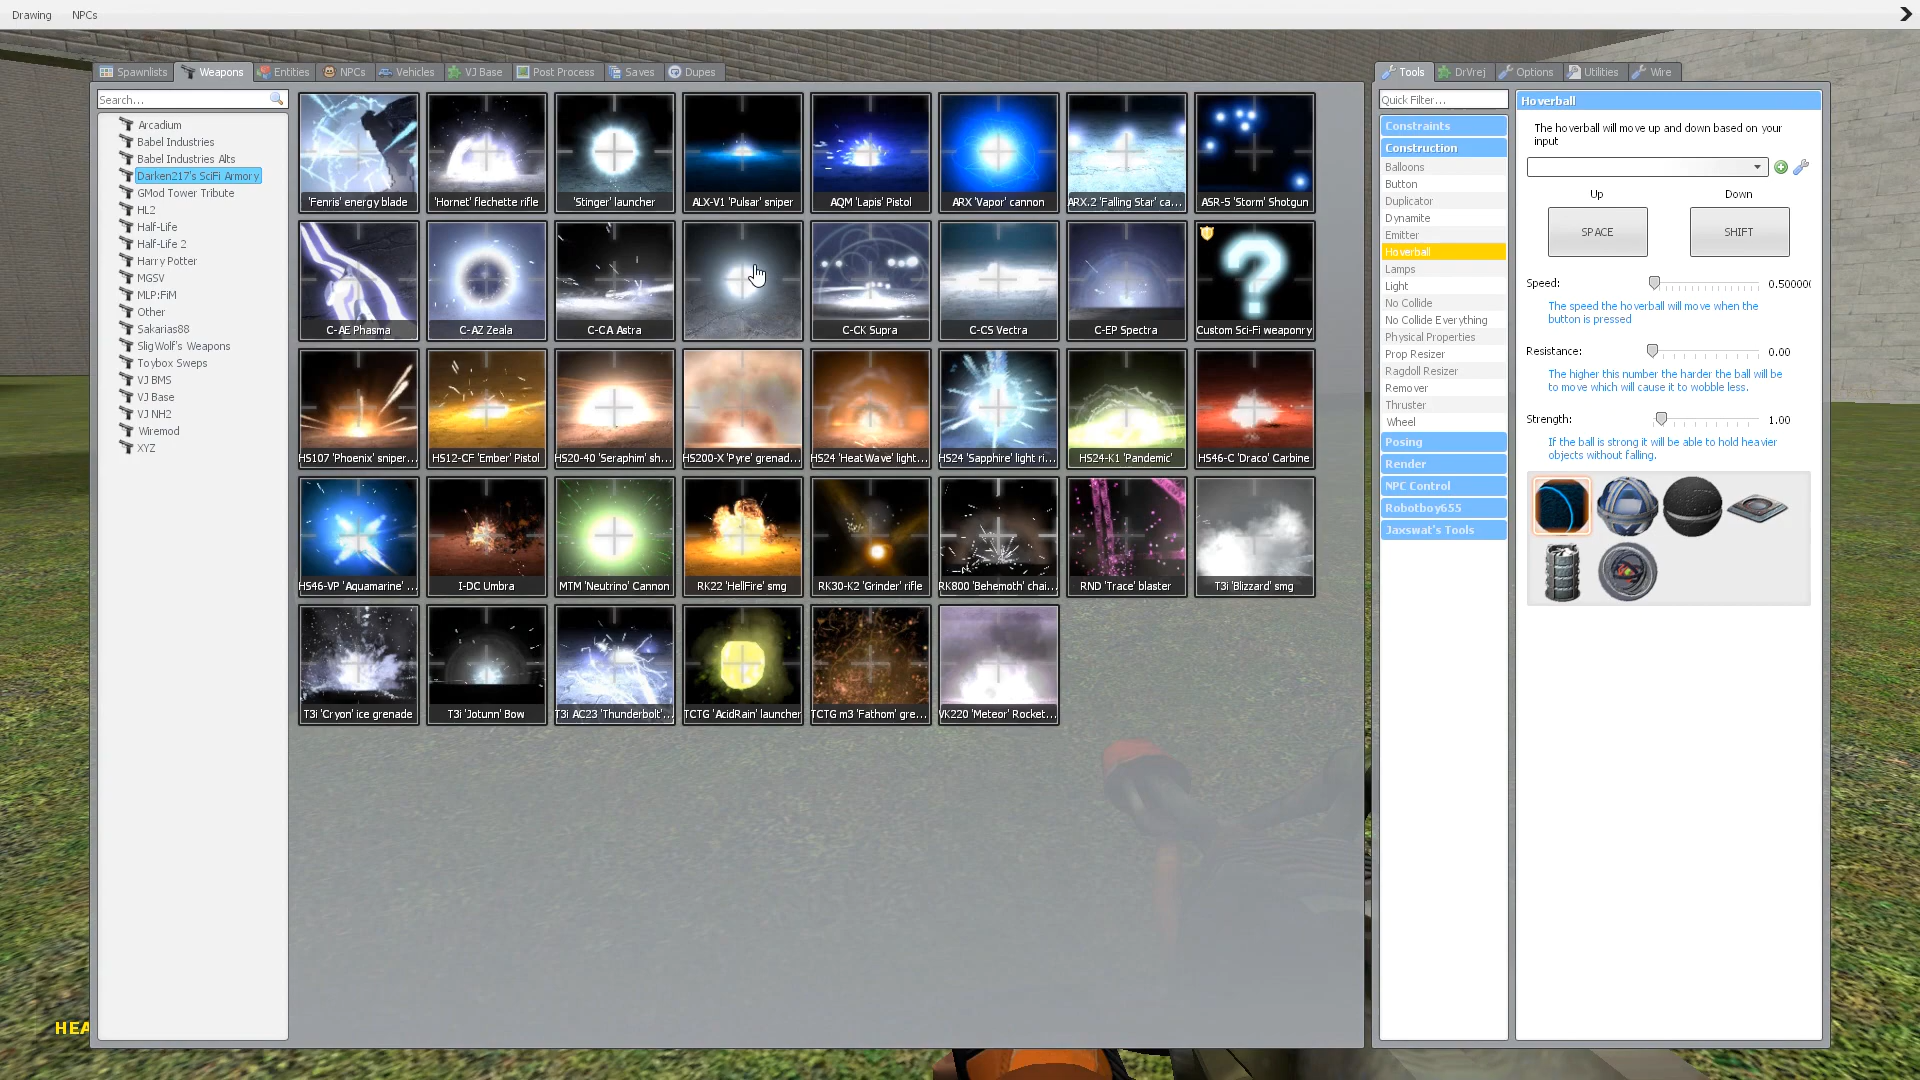 Drawing NPCs
Spawnlists Weapons Entities NPCs Vehicles VJ Base Post Process Saves Dupes
Search...
Arcadium
Babel Industries
Babel Industries Alts
Darken217's SciFi Armory
GMod Tower Tribute
HL2
Half-Life
Half-Life 2
Harry Potter
MGSV
MLP:FiM
Other
Sakarias88
SligWolf's Weapons
Toybox Sweps
VJ BMS
VJ Base
VJ NH2
Wiremod
XYZ
'Fenris' energy blade
'Hornet' flechette rifle
'Stinger' launcher
ALX-V1 'Pulsar' sniper
AQM 'Lapis' Pistol
ARX 'Vapor' cannon
ARX.2 'Falling Star' ca...
ASR-5 'Storm' Shotgun
C-AE Phasma
C-AZ Zeala
C-CA Astra
C-CK Supra
C-CS Vectra
C-EP Spectra
Custom Sci-Fi weaponry
HS107 'Phoenix' sniper...
HS12-CF 'Ember' Pistol
HS20-40 'Seraphim' sh...
HS200-X 'Pyre' grenad...
HS24 'HeatWave' light...
HS24 'Sapphire' light ri...
HS24-K1 'Pandemic'
HS46-C 'Draco' Carbine
HS46-VP 'Aquamarine' ...
I-DC Umbra
MTM 'Neutrino' Cannon
RK22 'HellFire' smg
RK30-K2 'Grinder' rifle
RK800 'Behemoth' chai...
RND 'Trace' blaster
T3i 'Blizzard' smg
T3i 'Cryon' ice grenade
T3i 'Jotunn' Bow
T3i AC23 'Thunderbolt'...
TCTG 'AcidRain' launcher
TCTG m3 'Fathom' gre...
VK220 'Meteor' Rocket...
Tools DrVrej Options Utilities Wire
Quick Filter...
Constraints
Construction
Balloons
Button
Duplicator
Dynamite
Emitter
Hoverball
Lamps
Light
No Collide
No Collide Everything
Physical Properties
Prop Resizer
Ragdoll Resizer
Remover
Thruster
Wheel
Posing
Render
NPC Control
Robotboy655
Jaxswat's Tools
Hoverball
The hoverball will move up and down based on your
input
Up Down
SPACE SHIFT
Speed: 0.50000
The speed the hoverball will move when the
button is pressed
Resistance: 0.00
The higher this number the harder the ball will be
to move which will cause it to wobble less.
Strength: 1.00
If the ball is strong it will be able to hold heavier
objects without falling.
HEA